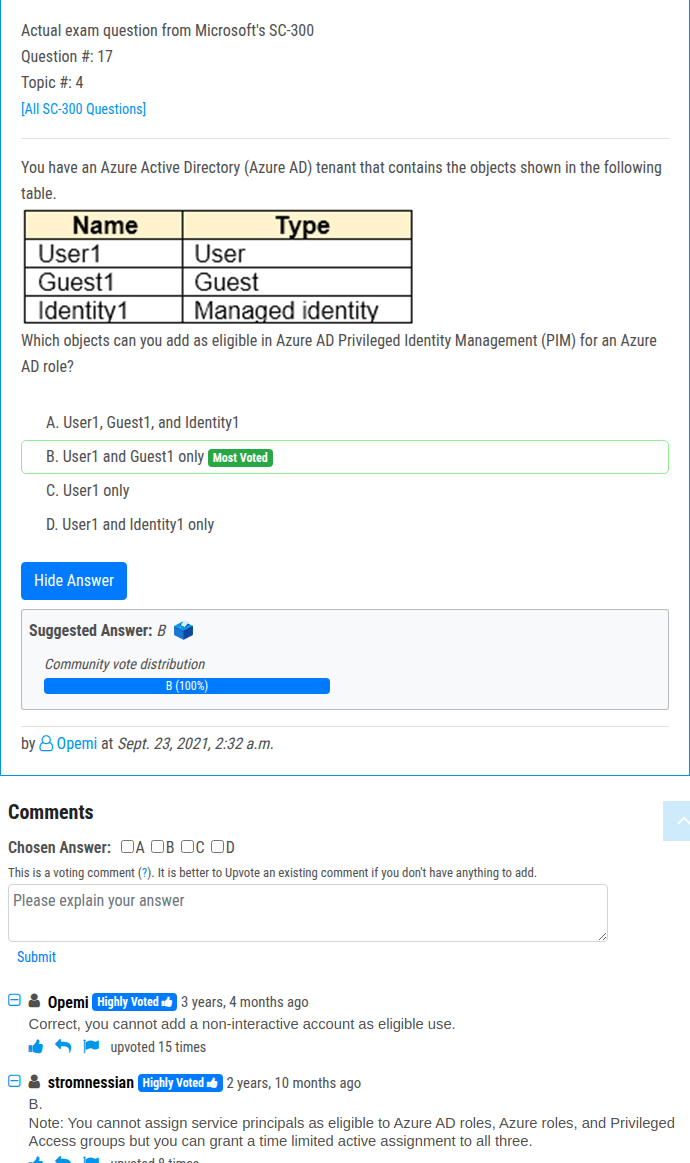 Actual exam question from Microsoft's SC-300
Question #: 17
Topic #: 4
[All SC-300 Questions]
You have an Azure Active Directory (Azure AD) tenant that contains the objects shown in the following
table.
Name Type
User1 User
Guest1 Guest
Identity1 Managed identity
Which objects can you add as eligible in Azure AD Privileged Identity Management (PIM) for an Azure
AD role?
A. User1, Guest1, and Identity1
B. User1 and Guest1 only Most Voted
C. User1 only
D. User1 and Identity1 only
Hide Answer
Suggested Answer: B
Community vote distribution
B (100%)
by Opemi at Sept. 23, 2021, 2:32 a.m.
Comments
Chosen Answer: A B C D
This is a voting comment (?). It is better to Upvote an existing comment if you don't have anything to add.
Please explain your answer
Submit
Opemi Highly Voted 3 years, 4 months ago
Correct, you cannot add a non-interactive account as eligible use.
upvoted 15 times
stromnessian Highly Voted 2 years, 10 months ago
B.
Note: You cannot assign service principals as eligible to Azure AD roles, Azure roles, and Privileged
Access groups but you can grant a time limited active assignment to all three.
upvoted 8 times